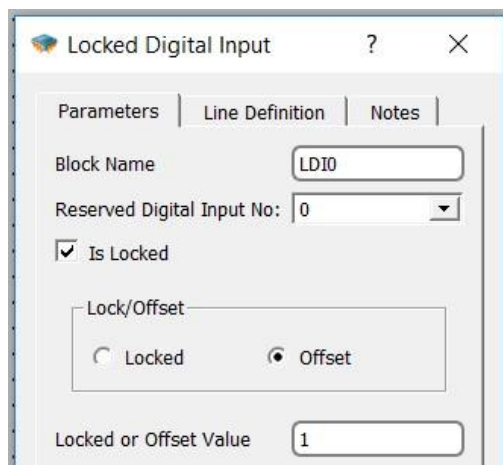 Locked Digital Input ?
Parameters Line Definition Notes
Block Name LDI0
Reserved Digital Input No: 0
Is Locked
Lock/Offset
Locked Offset
Locked or Offset Value 1